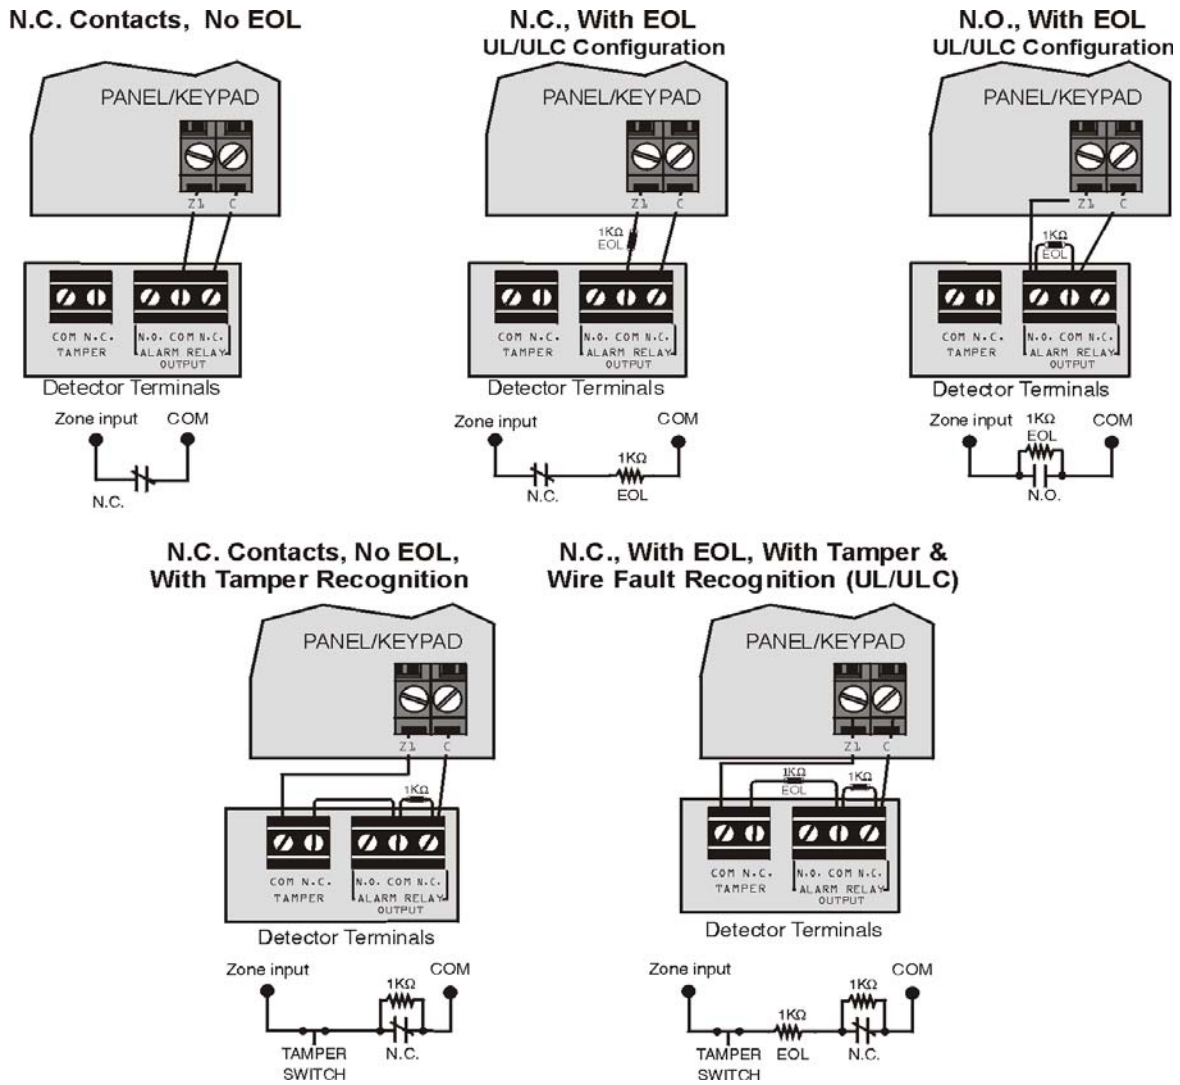 N.C. Contacts, No EOL
PANEL/KEYPAD
Z1 C
COM N.C.
TAMPER
N.O. COM N.C.
ALARM RELAY
OUTPUT
Detector Terminals
Zone input COM
N.C.
N.C., With EOL
UL/ULC Configuration
PANEL/KEYPAD
Z1 C
1KΩ
EOL
COM N.C.
TAMPER
N.O. COM N.C.
ALARM RELAY
OUTPUT
Detector Terminals
Zone input COM
1KΩ
N.C. EOL
N.O., With EOL
UL/ULC Configuration
PANEL/KEYPAD
Z1 C
1KΩ
EOL
COM N.C.
TAMPER
N.O. COM N.C.
ALARM RELAY
OUTPUT
Detector Terminals
Zone input 1KΩ COM
EOL
N.O.
N.C. Contacts, No EOL,
With Tamper Recognition
PANEL/KEYPAD
Z1 C
1KΩ
COM N.C.
TAMPER
N.O. COM N.C.
ALARM RELAY
OUTPUT
Detector Terminals
Zone input COM
1KΩ
TAMPER N.C.
SWITCH
N.C., With EOL, With Tamper &
Wire Fault Recognition (UL/ULC)
PANEL/KEYPAD
Z1 C
1KΩ 1KΩ
EOL
COM N.C.
TAMPER
N.O. COM N.C.
ALARM RELAY
OUTPUT
Detector Terminals
Zone input COM
1KΩ
1KΩ
TAMPER EOL N.C.
SWITCH